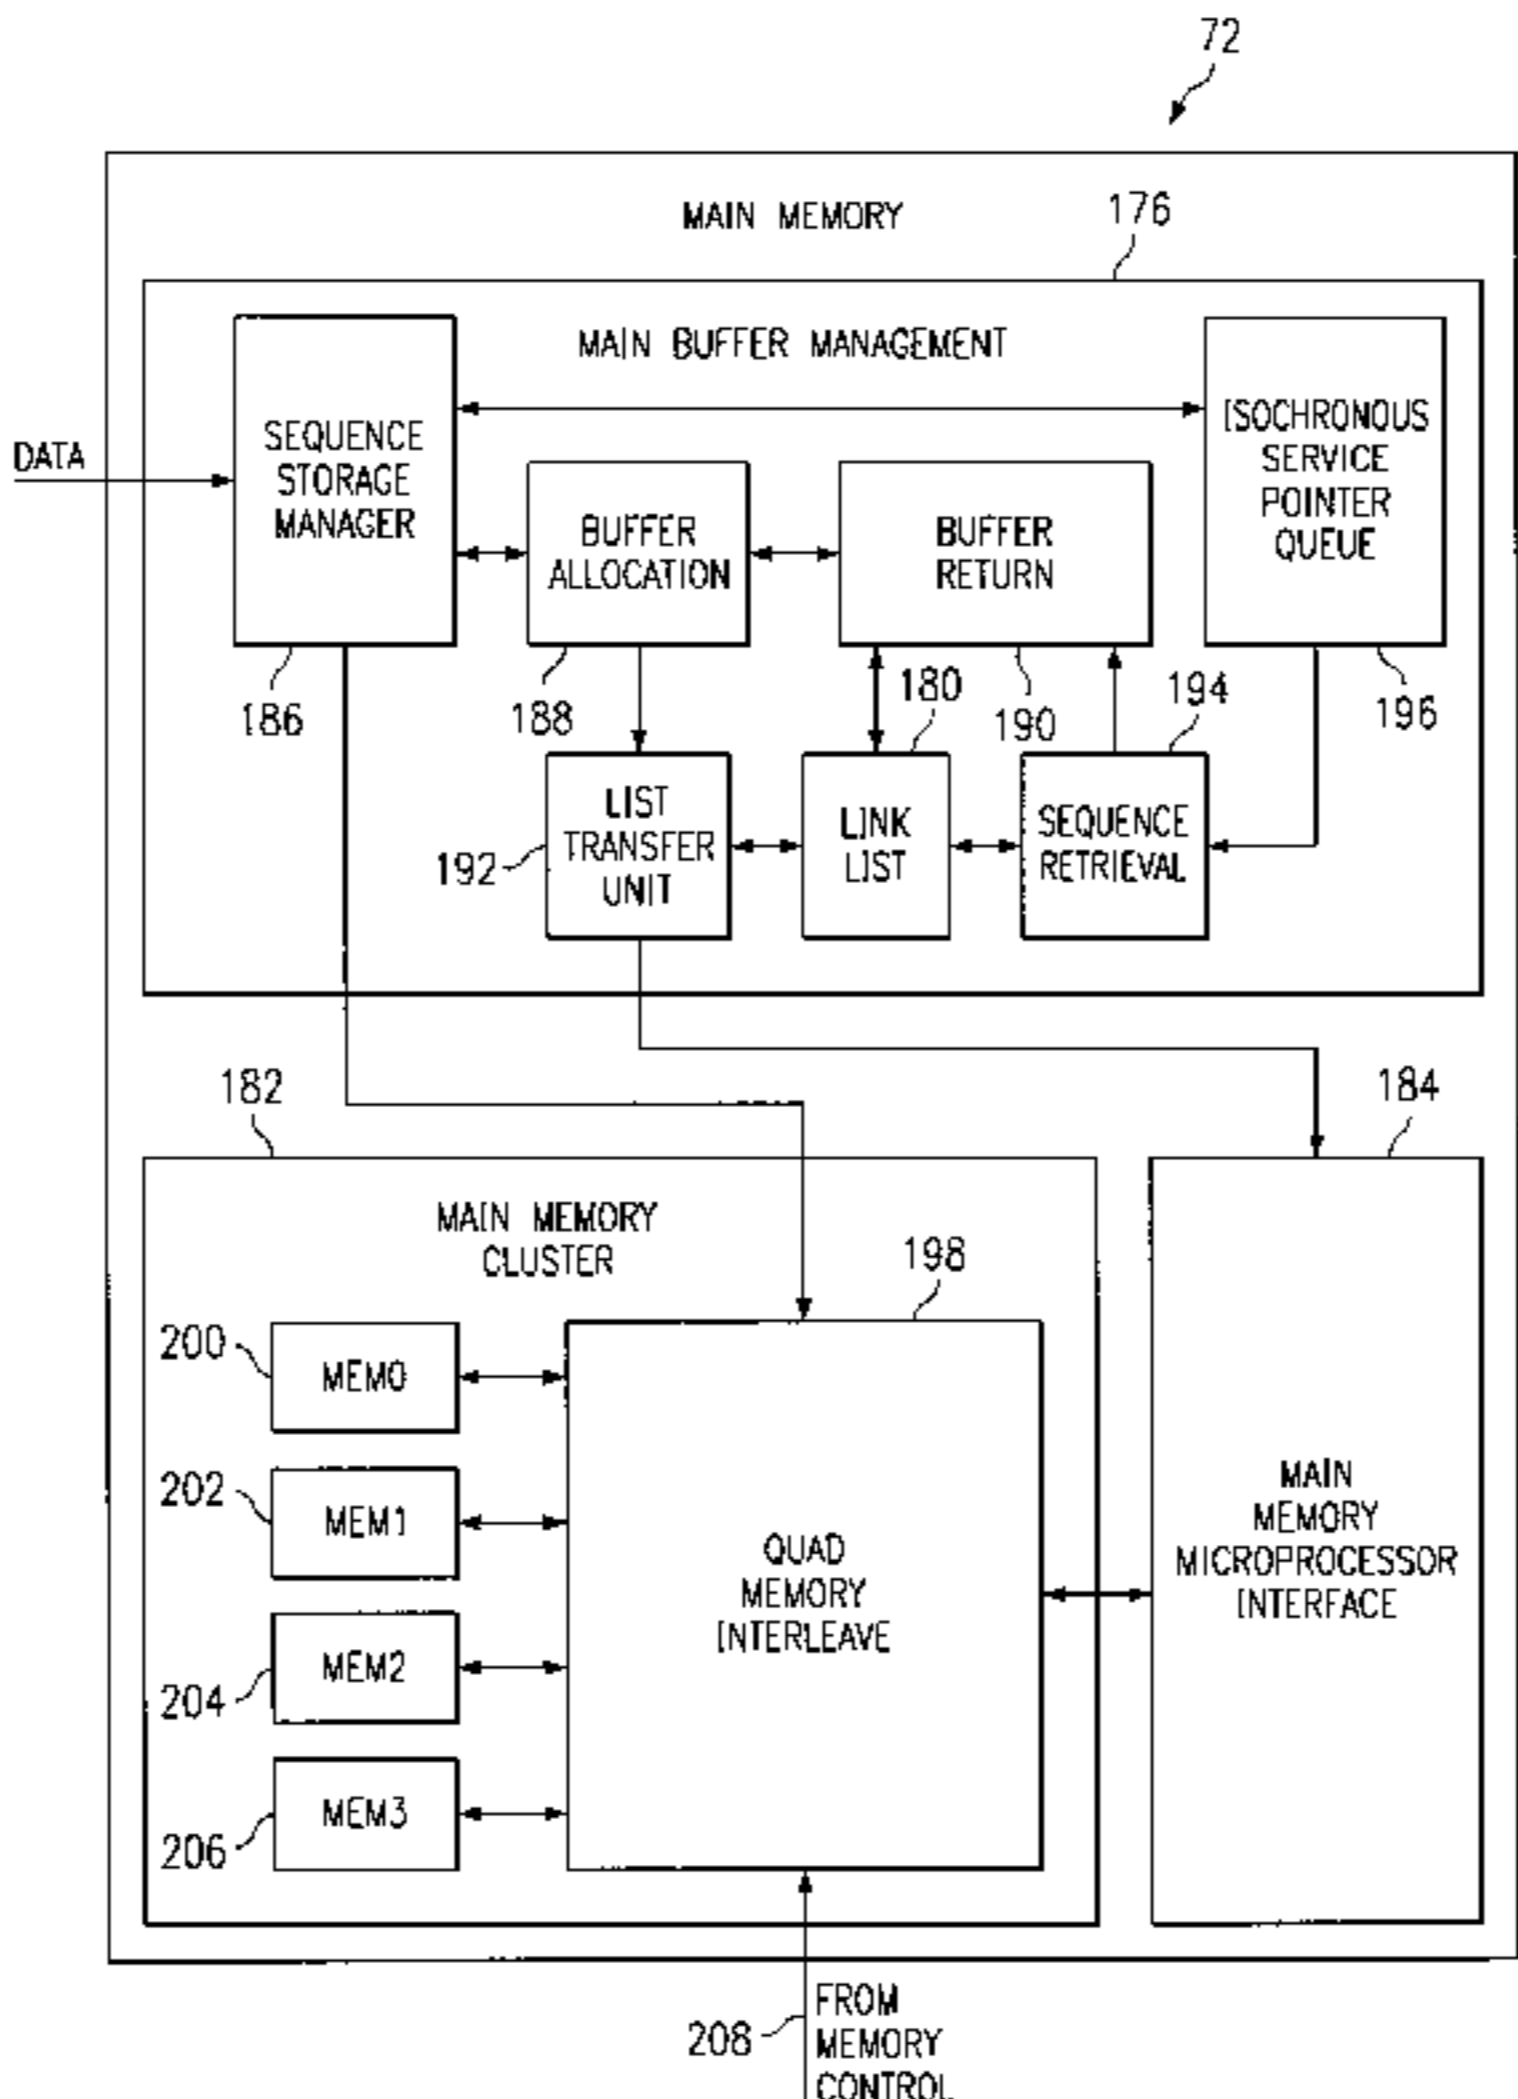 72
MAIN MEMORY
176
MAIN BUFFER MANAGEMENT
DATA
SEQUENCE
STORAGE
MANAGER
BUFFER
ALLOCATION
BUFFER
RETURN
ISOCHRONOUS
SERVICE
POINTER
QUEUE
186
188
180
190
194
196
192
LIST
TRANSFER
UNIT
LINK
LIST
SEQUENCE
RETRIEVAL
182
184
MAIN MEMORY
CLUSTER
198
200
MEM0
202
MEM1
204
MEM2
206
MEM3
QUAD
MEMORY
INTERLEAVE
MAIN
MEMORY
MICROPROCESSOR
INTERFACE
208
FROM
MEMORY
CONTROL